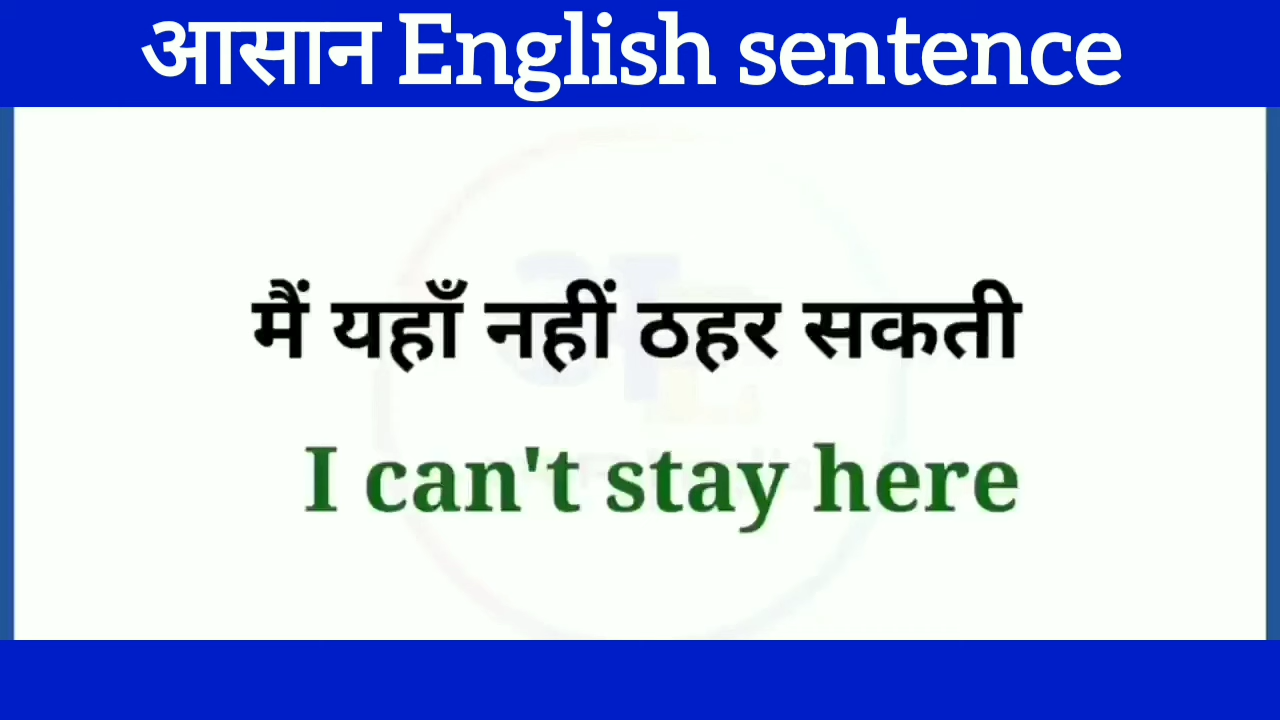 आसान English sentence
मैं यहाँ नहीं ठहर सकती
I can't stay here